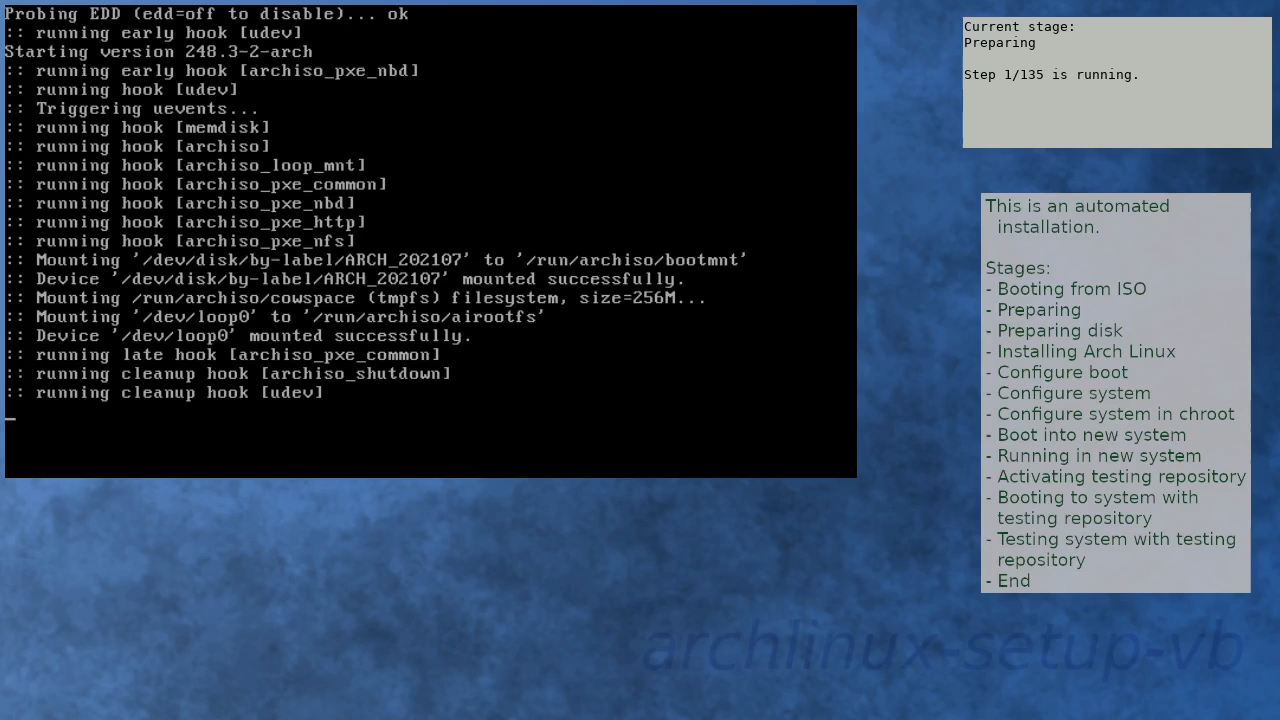 Probing EDD (edd=off to disable)... ok
:: running early hook [udev]
Starting version 248.3-2-arch
:: running early hook [archiso_pxe_nbd]
:: running hook [udev]
:: Triggering uevents...
:: running hook [memdisk]
:: running hook [archiso]
:: running hook [archiso_loop_mnt]
:: running hook [archiso_pxe_common]
:: running hook [archiso_pxe_nbd]
:: running hook [archiso_pxe_http]
:: running hook [archiso_pxe_nfs]
:: Mounting '/dev/disk/by-label/ARCH_202107' to '/run/archiso/bootmnt'
:: Device '/dev/disk/by-label/ARCH_202107' mounted successfully.
:: Mounting /run/archiso/cowspace (tmpfs) filesystem, size=256M...
:: Mounting '/dev/loop0' to '/run/archiso/airootfs'
:: Device '/dev/loop0' mounted successfully.
:: running late hook [archiso_pxe_common]
:: running cleanup hook [archiso_shutdown]
:: running cleanup hook [udev]
_
Current stage:
Preparing
Step 1/135 is running.
This is an automated
installation.
Stages:
- Booting from ISO
- Preparing
- Preparing disk
- Installing Arch Linux
- Configure boot
- Configure system
- Configure system in chroot
- Boot into new system
- Running in new system
- Activating testing repository
- Booting to system with
testing repository
- Testing system with testing
repository
- End
archlinux-setup-vb